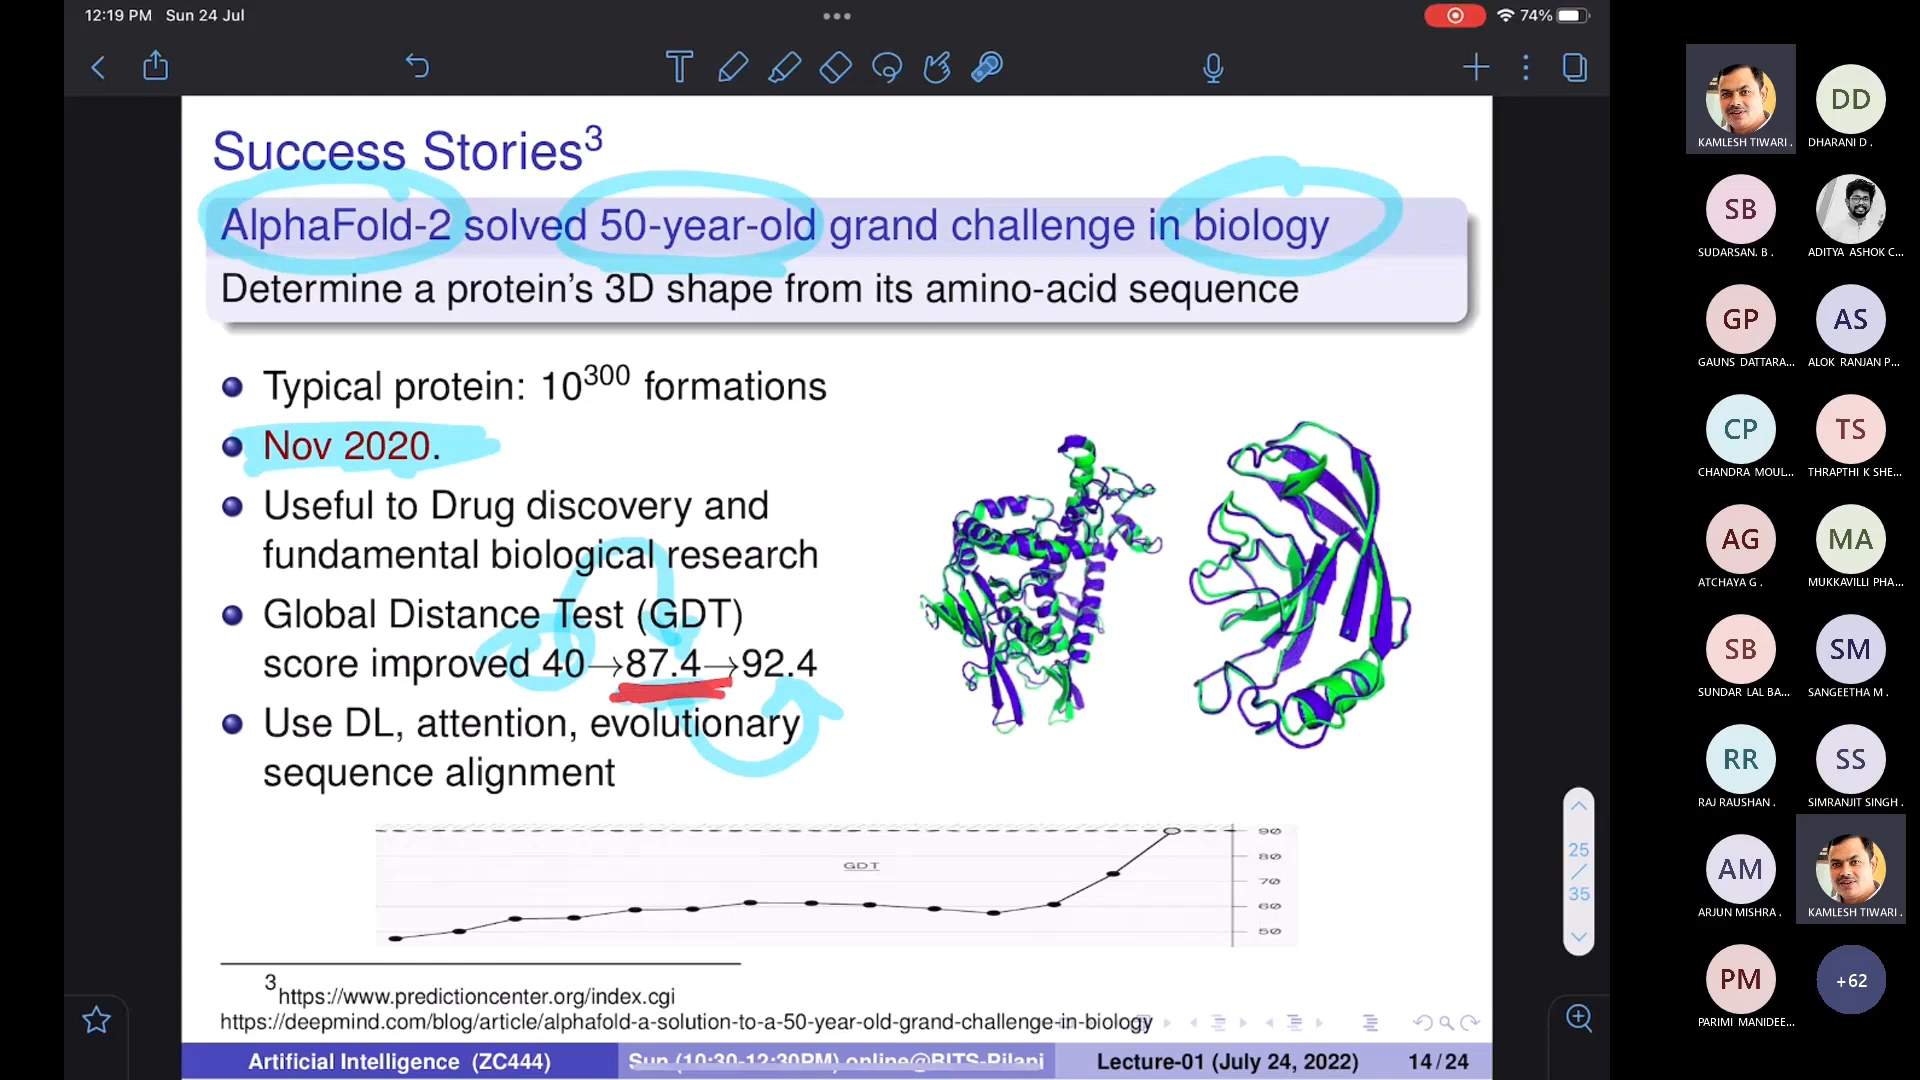 12:19 PM Sun 24 Jul
74%
Success Stories³
AlphaFold-2 solved 50-year-old grand challenge in biology
Determine a protein's 3D shape from its amino-acid sequence
Typical protein: 10³⁰⁰ formations
Nov 2020.
Useful to Drug discovery and
fundamental biological research
Global Distance Test (GDT)
score improved 40→87.4→92.4
Use DL, attention, evolutionary
sequence alignment
GDT
90
80
70
60
50
³https://www.predictioncenter.org/index.cgi
https://deepmind.com/blog/article/alphafold-a-solution-to-a-50-year-old-grand-challenge-in-biology
Artificial Intelligence (ZC444)
Sun (10:30-12:30PM) online@BITS-Pilani
Lecture-01 (July 24, 2022)
14/24
25
/
35
KAMLESH TIWARI .
DD
DHARANI D .
SB
SUDARSAN. B .
ADITYA ASHOK C...
GP
GAUNS DATTARA...
AS
ALOK RANJAN P...
CP
CHANDRA MOUL...
TS
THRAPTHI K SHE...
AG
ATCHAYA G .
MA
MUKKAVILLI PHA...
SB
SUNDAR LAL BA...
SM
SANGEETHA M .
RR
RAJ RAUSHAN .
SS
SIMRANJIT SINGH .
AM
ARJUN MISHRA .
KAMLESH TIWARI .
PM
PARIMI MANIDEE...
+62